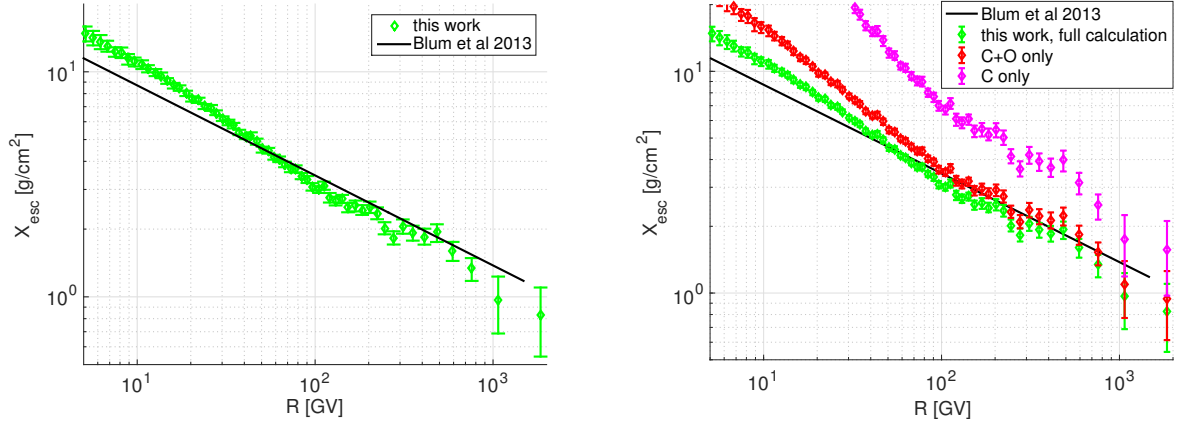 this work
Blum et al 2013
X_esc [g/cm^2]
10^1
10^0
10^1
10^2
10^3
R [GV]
Blum et al 2013
this work, full calculation
C+O only
C only
X_esc [g/cm^2]
10^1
10^0
10^1
10^2
10^3
R [GV]